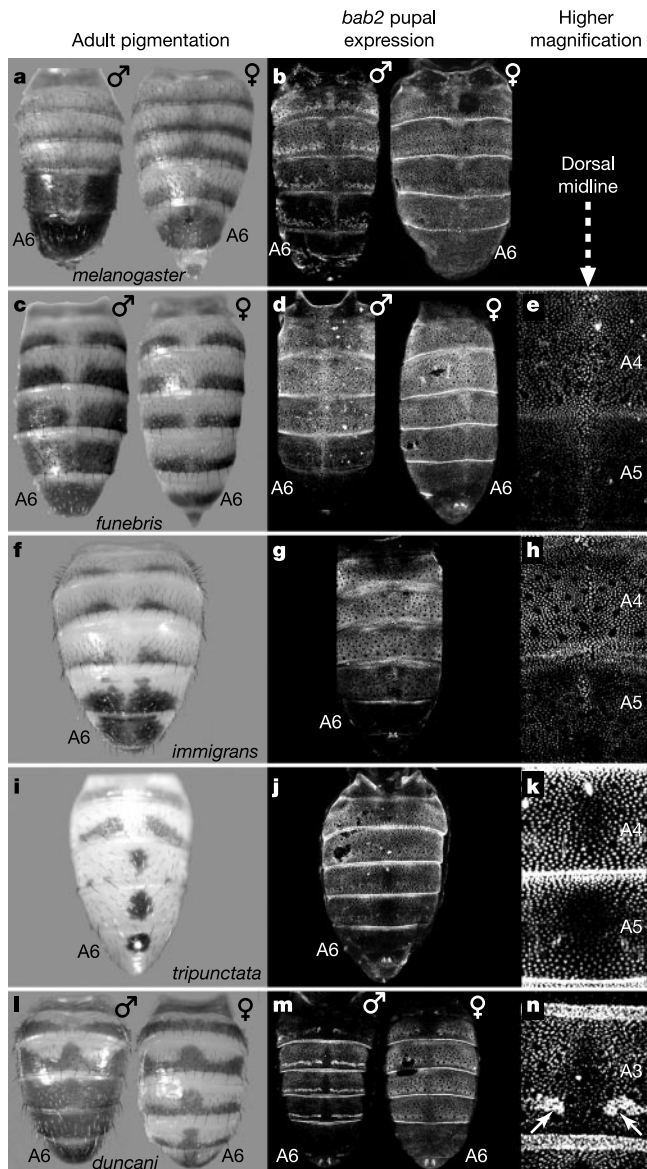 Adult pigmentation
bab2 pupal
expression
Higher
magnification
a ♂ ♀
b ♂ ♀
Dorsal
midline
A6 A6
melanogaster
A6 A6
c ♂ ♀
d ♂ ♀
e
A4
A5
A6 A6
funebris
A6 A6
f
g
h
A4
A5
A6
immigrans
A6
i
j
k
A4
A5
A6
tripunctata
A6
l ♂ ♀
m ♂ ♀
n
A3
A6 A6
duncani
A6 A6